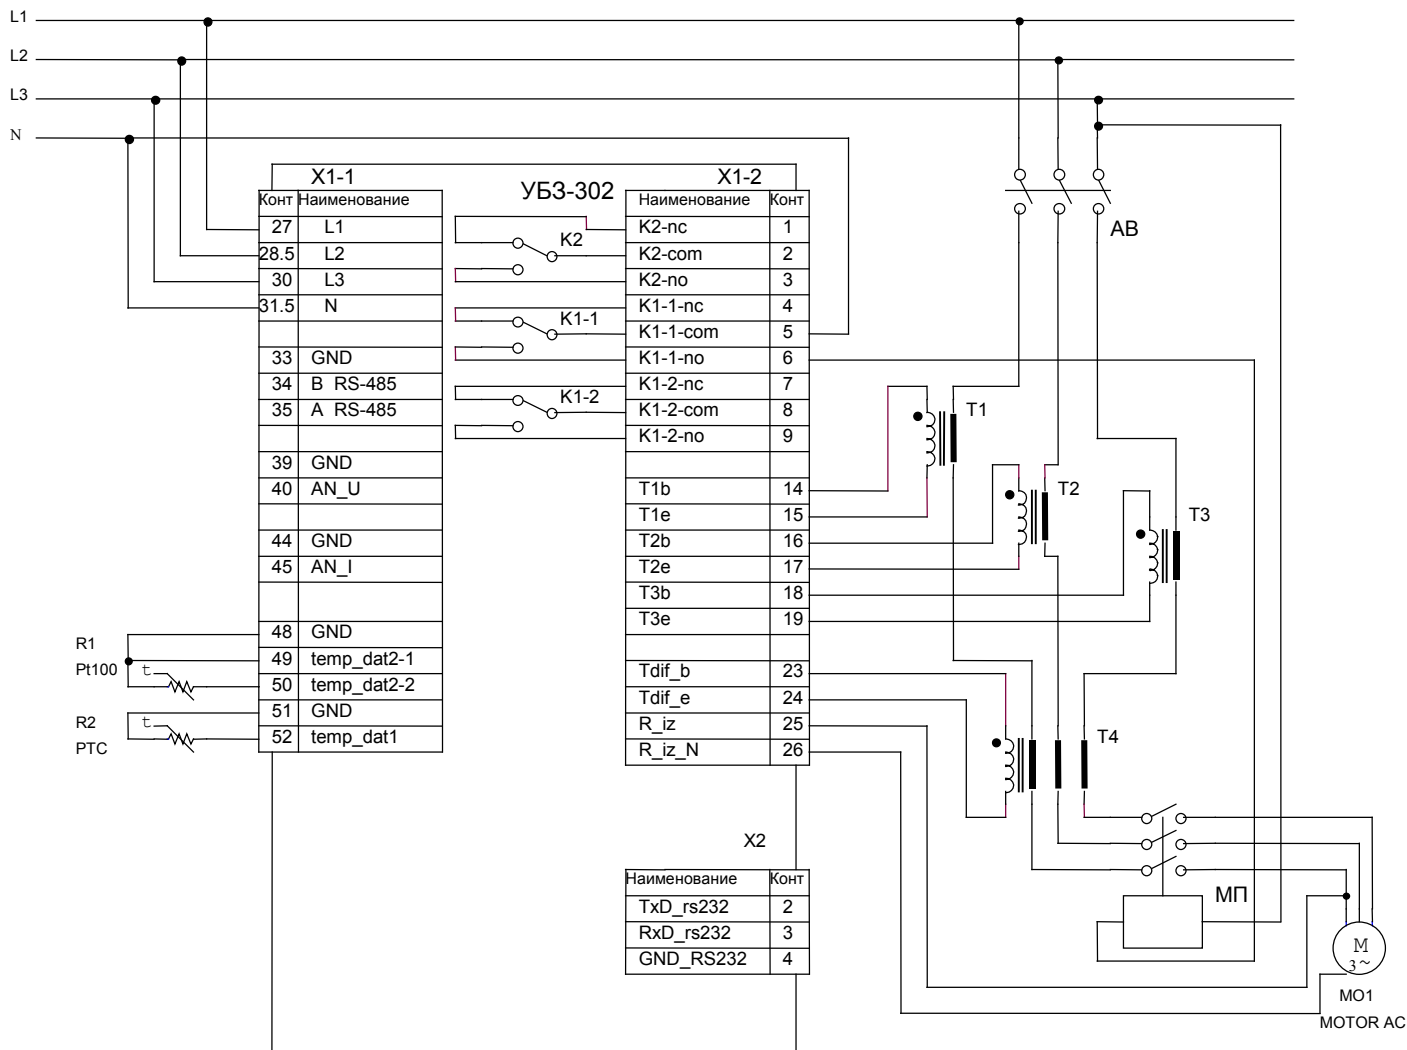 L1
L2
L3
N
X1-1
Конт Наименование
27 L1
28.5 L2
30 L3
31.5 N
33 GND
34 B RS-485
35 A RS-485
39 GND
40 AN_U
44 GND
45 AN_I
48 GND
49 temp_dat2-1
50 temp_dat2-2
51 GND
52 temp_dat1
R1
Pt100
t
R2
PTC
t
УБЗ-302
K2
K1-1
K1-2
X1-2
Наименование Конт
K2-nc 1
K2-com 2
K2-no 3
K1-1-nc 4
K1-1-com 5
K1-1-no 6
K1-2-nc 7
K1-2-com 8
K1-2-no 9
T1b 14
T1e 15
T2b 16
T2e 17
T3b 18
T3e 19
Tdif_b 23
Tdif_e 24
R_iz 25
R_iz_N 26
X2
Наименование Конт
TxD_rs232 2
RxD_rs232 3
GND_RS232 4
АВ
T1
T2
T3
T4
МП
M
3~
MO1
MOTOR AC